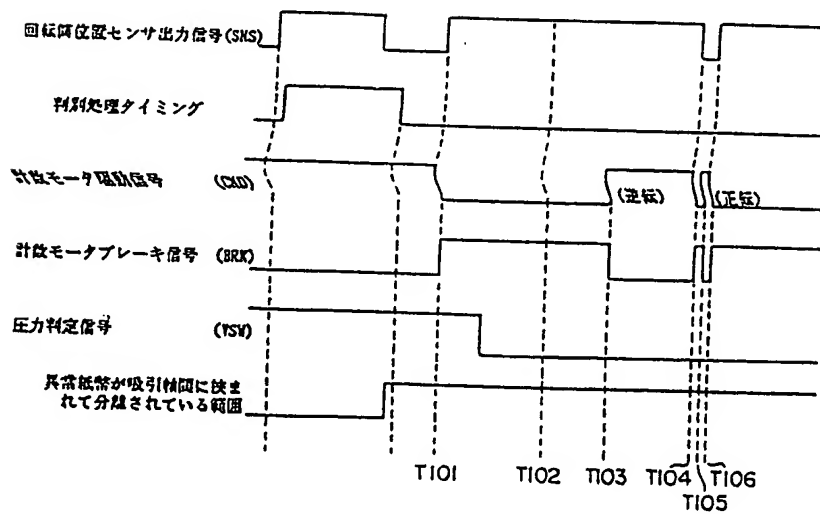 回転筒位置センサ出力信号(SNS)
判別処理タイミング
計数モータ駆動信号 (CMD)
(逆転)
(正転)
計数モータブレーキ信号 (BRK)
圧力判定信号 (VSW)
異常紙幣が吸引軸間に挟ま
れて分離されている範囲
T101
T102
T103
T104
T105
T106